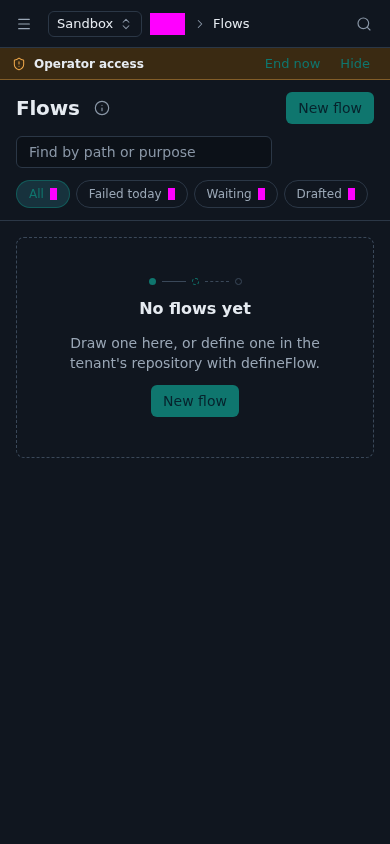 Sandbox
Flows
Operator access
End now
Hide
Flows
New flow
Find by path or purpose
All
Failed today
Waiting
Drafted
No flows yet
Draw one here, or define one in the
tenant's repository with defineFlow.
New flow